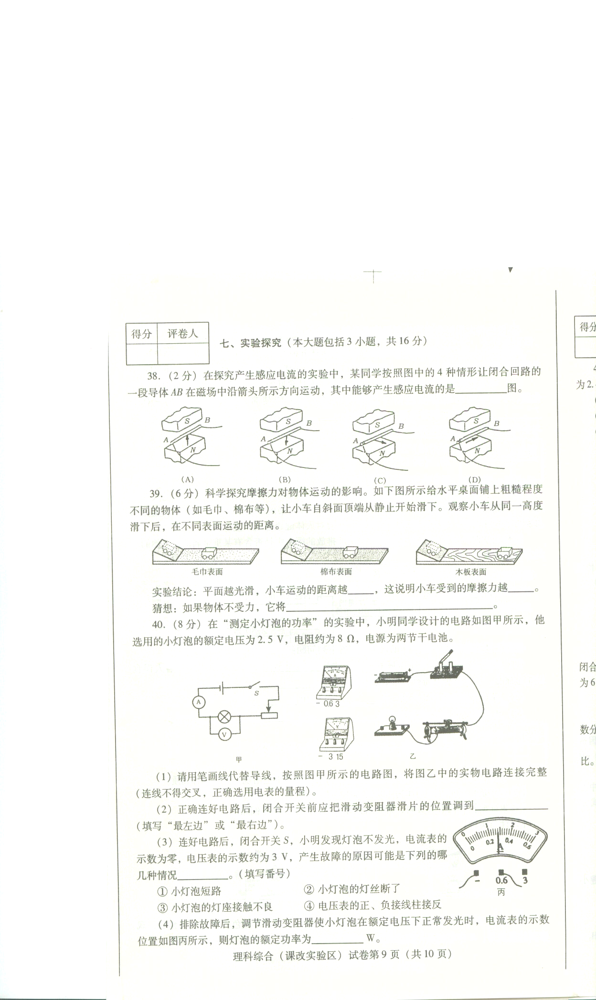 得分 评卷人
七、实验探究（本大题包括3小题，共16分）
38.（2分）在探究产生感应电流的实验中，某同学按照图中的4种情形让闭合回路的
一段导体AB在磁场中沿箭头所示方向运动，其中能够产生感应电流的是__________图。
S B A N
S B A N
S B A N
S B A N
(A) (B) (C) (D)
39.（6分）科学探究摩擦力对物体运动的影响。如下图所示给水平桌面铺上粗糙程度
不同的物体（如毛巾、棉布等），让小车自斜面顶端从静止开始滑下。观察小车从同一高度
滑下后，在不同表面运动的距离。
毛巾表面 棉布表面 木板表面
实验结论：平面越光滑，小车运动的距离越_____，这说明小车受到的摩擦力越_____。
猜想：如果物体不受力，它将________________________________________。
40.（8分）在“测定小灯泡的功率”的实验中，小明同学设计的电路如图甲所示，他
选用的小灯泡的额定电压为2.5 V，电阻约为8 Ω，电源为两节干电池。
S
A
V
甲
A
- 0.6 3
V
- 3 15
- +
乙
（1）请用笔画线代替导线，按照图甲所示的电路图，将图乙中的实物电路连接完整
（连线不得交叉，正确选用电表的量程）。
（2）正确连好电路后，闭合开关前应把滑动变阻器滑片的位置调到______________
（填写“最左边”或“最右边”）。
（3）连好电路后，闭合开关S，小明发现灯泡不发光，电流表的
示数为零，电压表的示数约为3 V，产生故障的原因可能是下列的哪
几种情况__________。（填写番号）
① 小灯泡短路 ② 小灯泡的灯丝断了
③ 小灯泡的灯座接触不良 ④ 电压表的正、负接线柱接反
0 1 2 3
0 0.2 0.4 0.6
A
- 0.6 3
丙
（4）排除故障后，调节滑动变阻器使小灯泡在额定电压下正常发光时，电流表的示数
位置如图丙所示，则灯泡的额定功率为__________ W。
理科综合（课改实验区）试卷第9页（共10页）
得分
为2.
闭合
为6
数分
比。